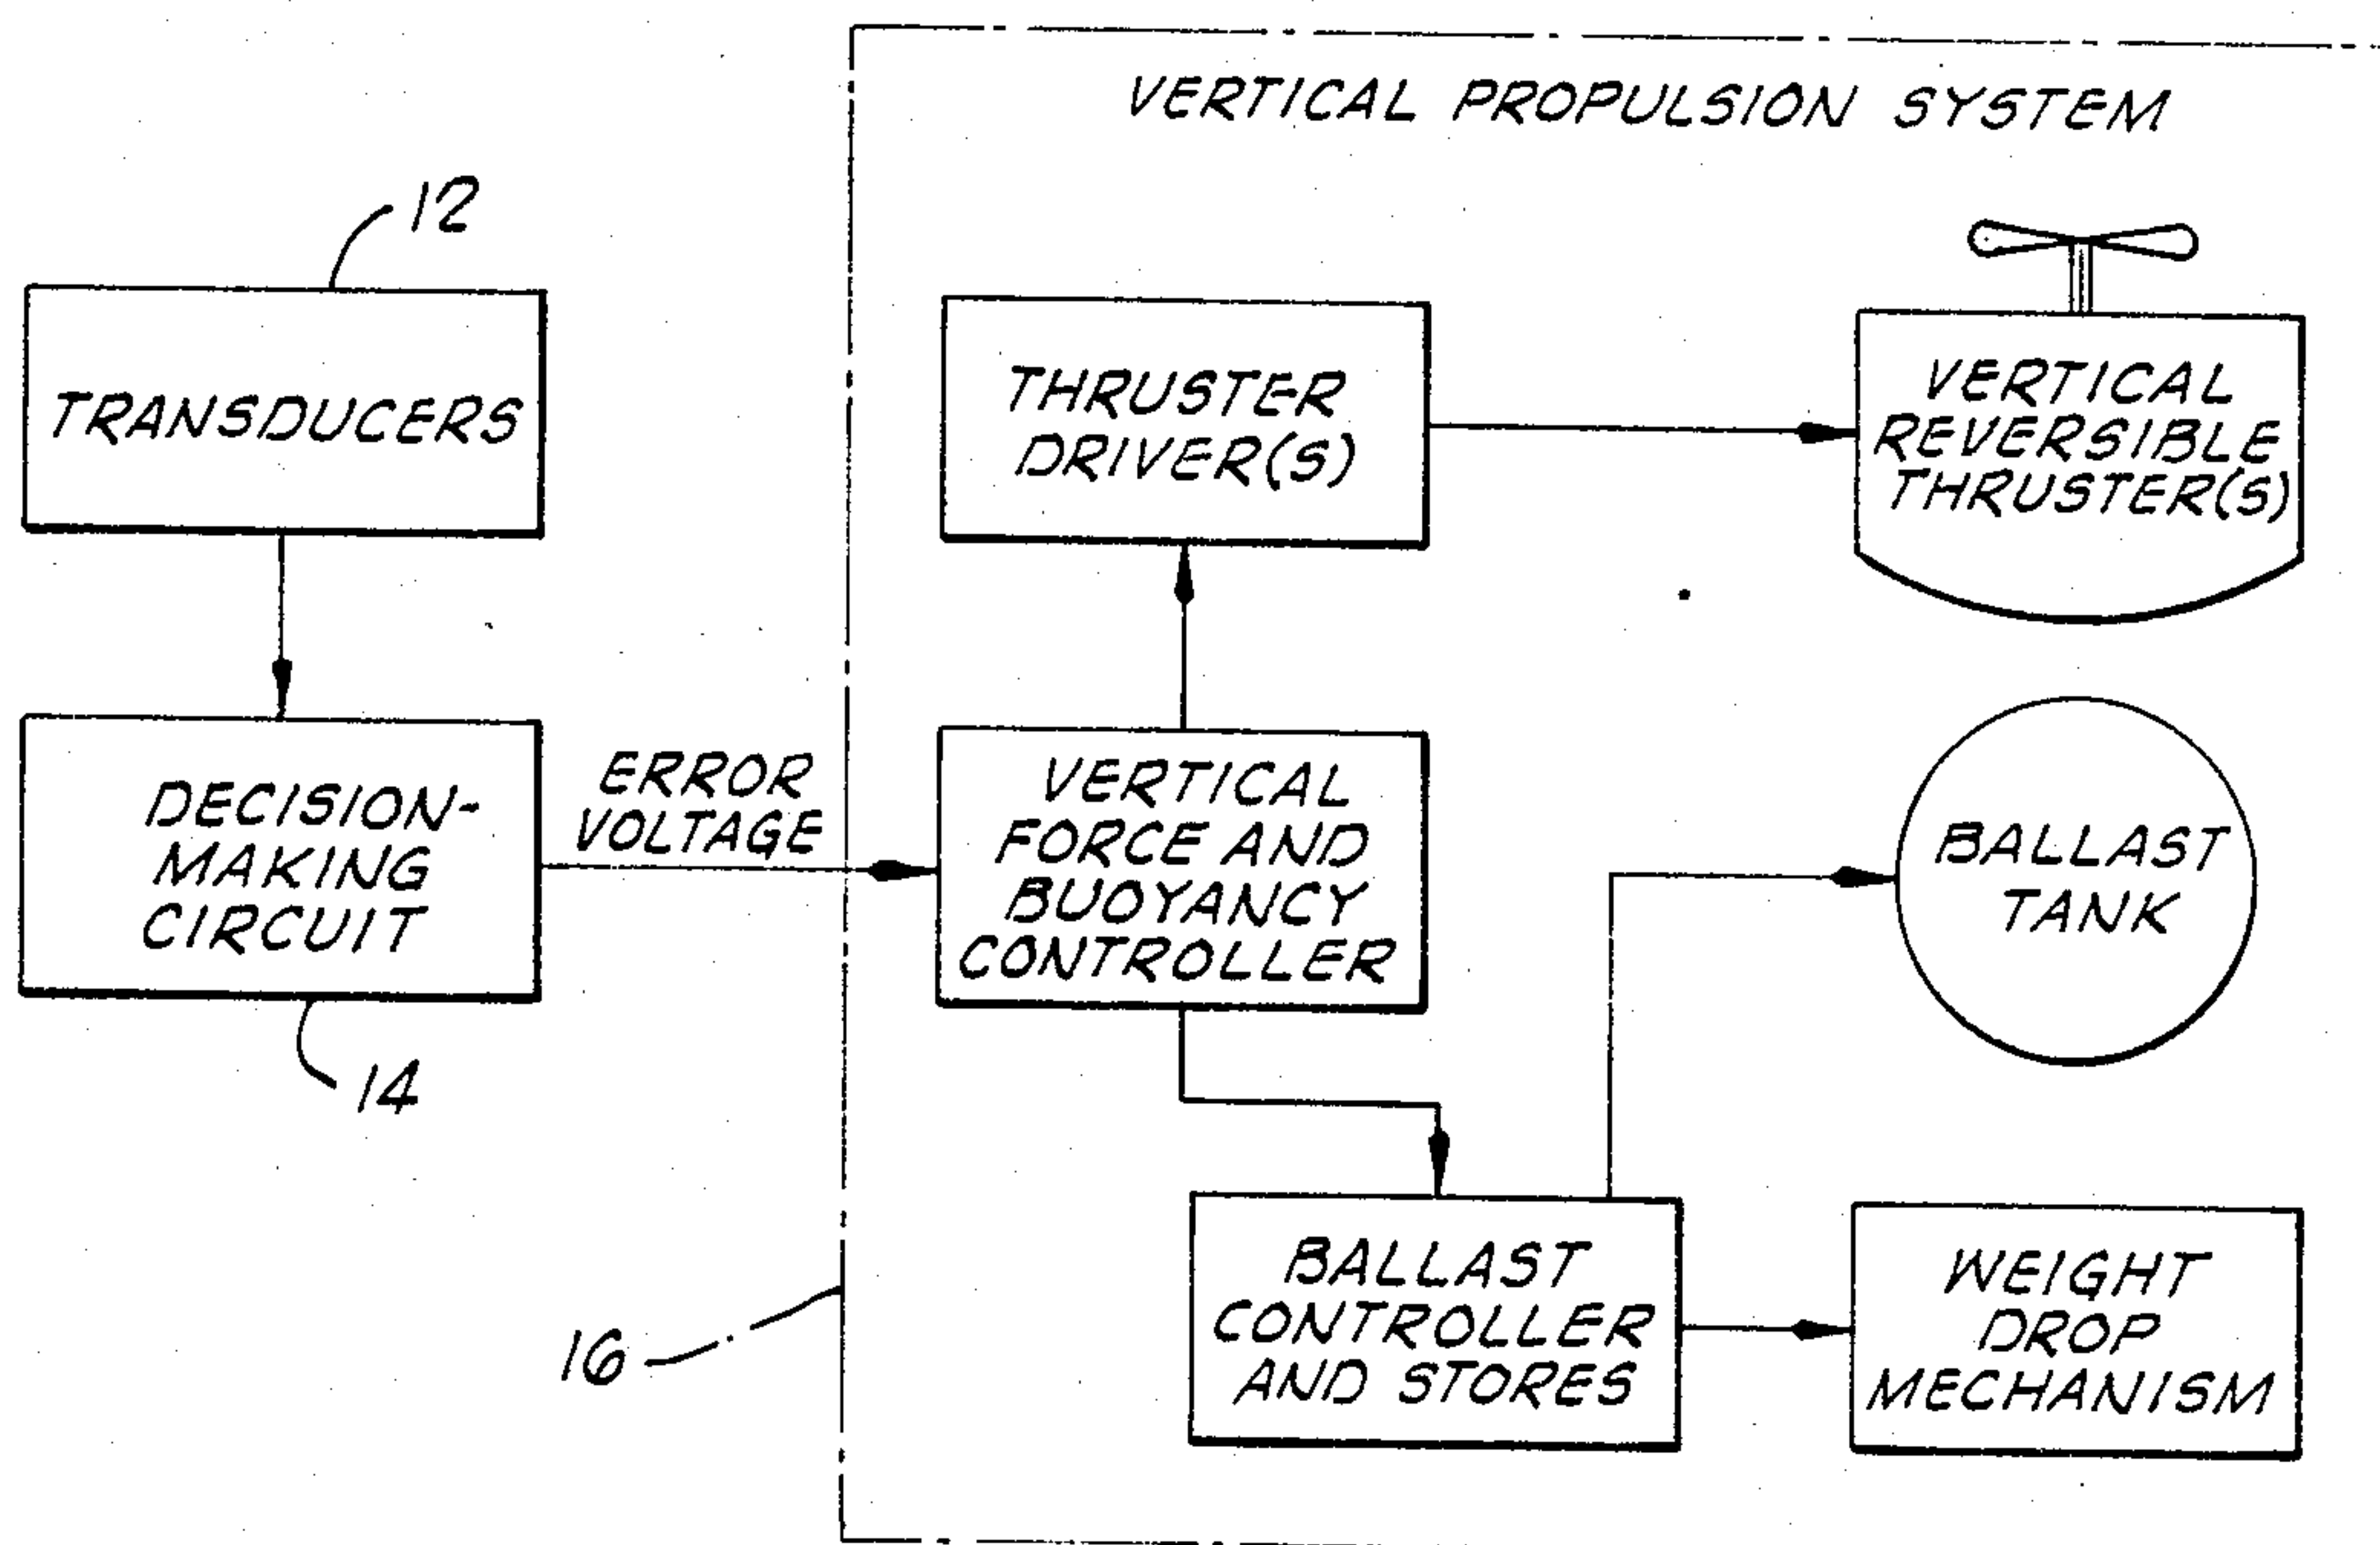 VERTICAL PROPULSION SYSTEM
12
TRANSDUCERS
THRUSTER
DRIVER(S)
VERTICAL
REVERSIBLE
THRUSTER(S)
DECISION-
MAKING
CIRCUIT
14
ERROR
VOLTAGE
VERTICAL
FORCE AND
BUOYANCY
CONTROLLER
BALLAST
TANK
16
BALLAST
CONTROLLER
AND STORES
WEIGHT
DROP
MECHANISM